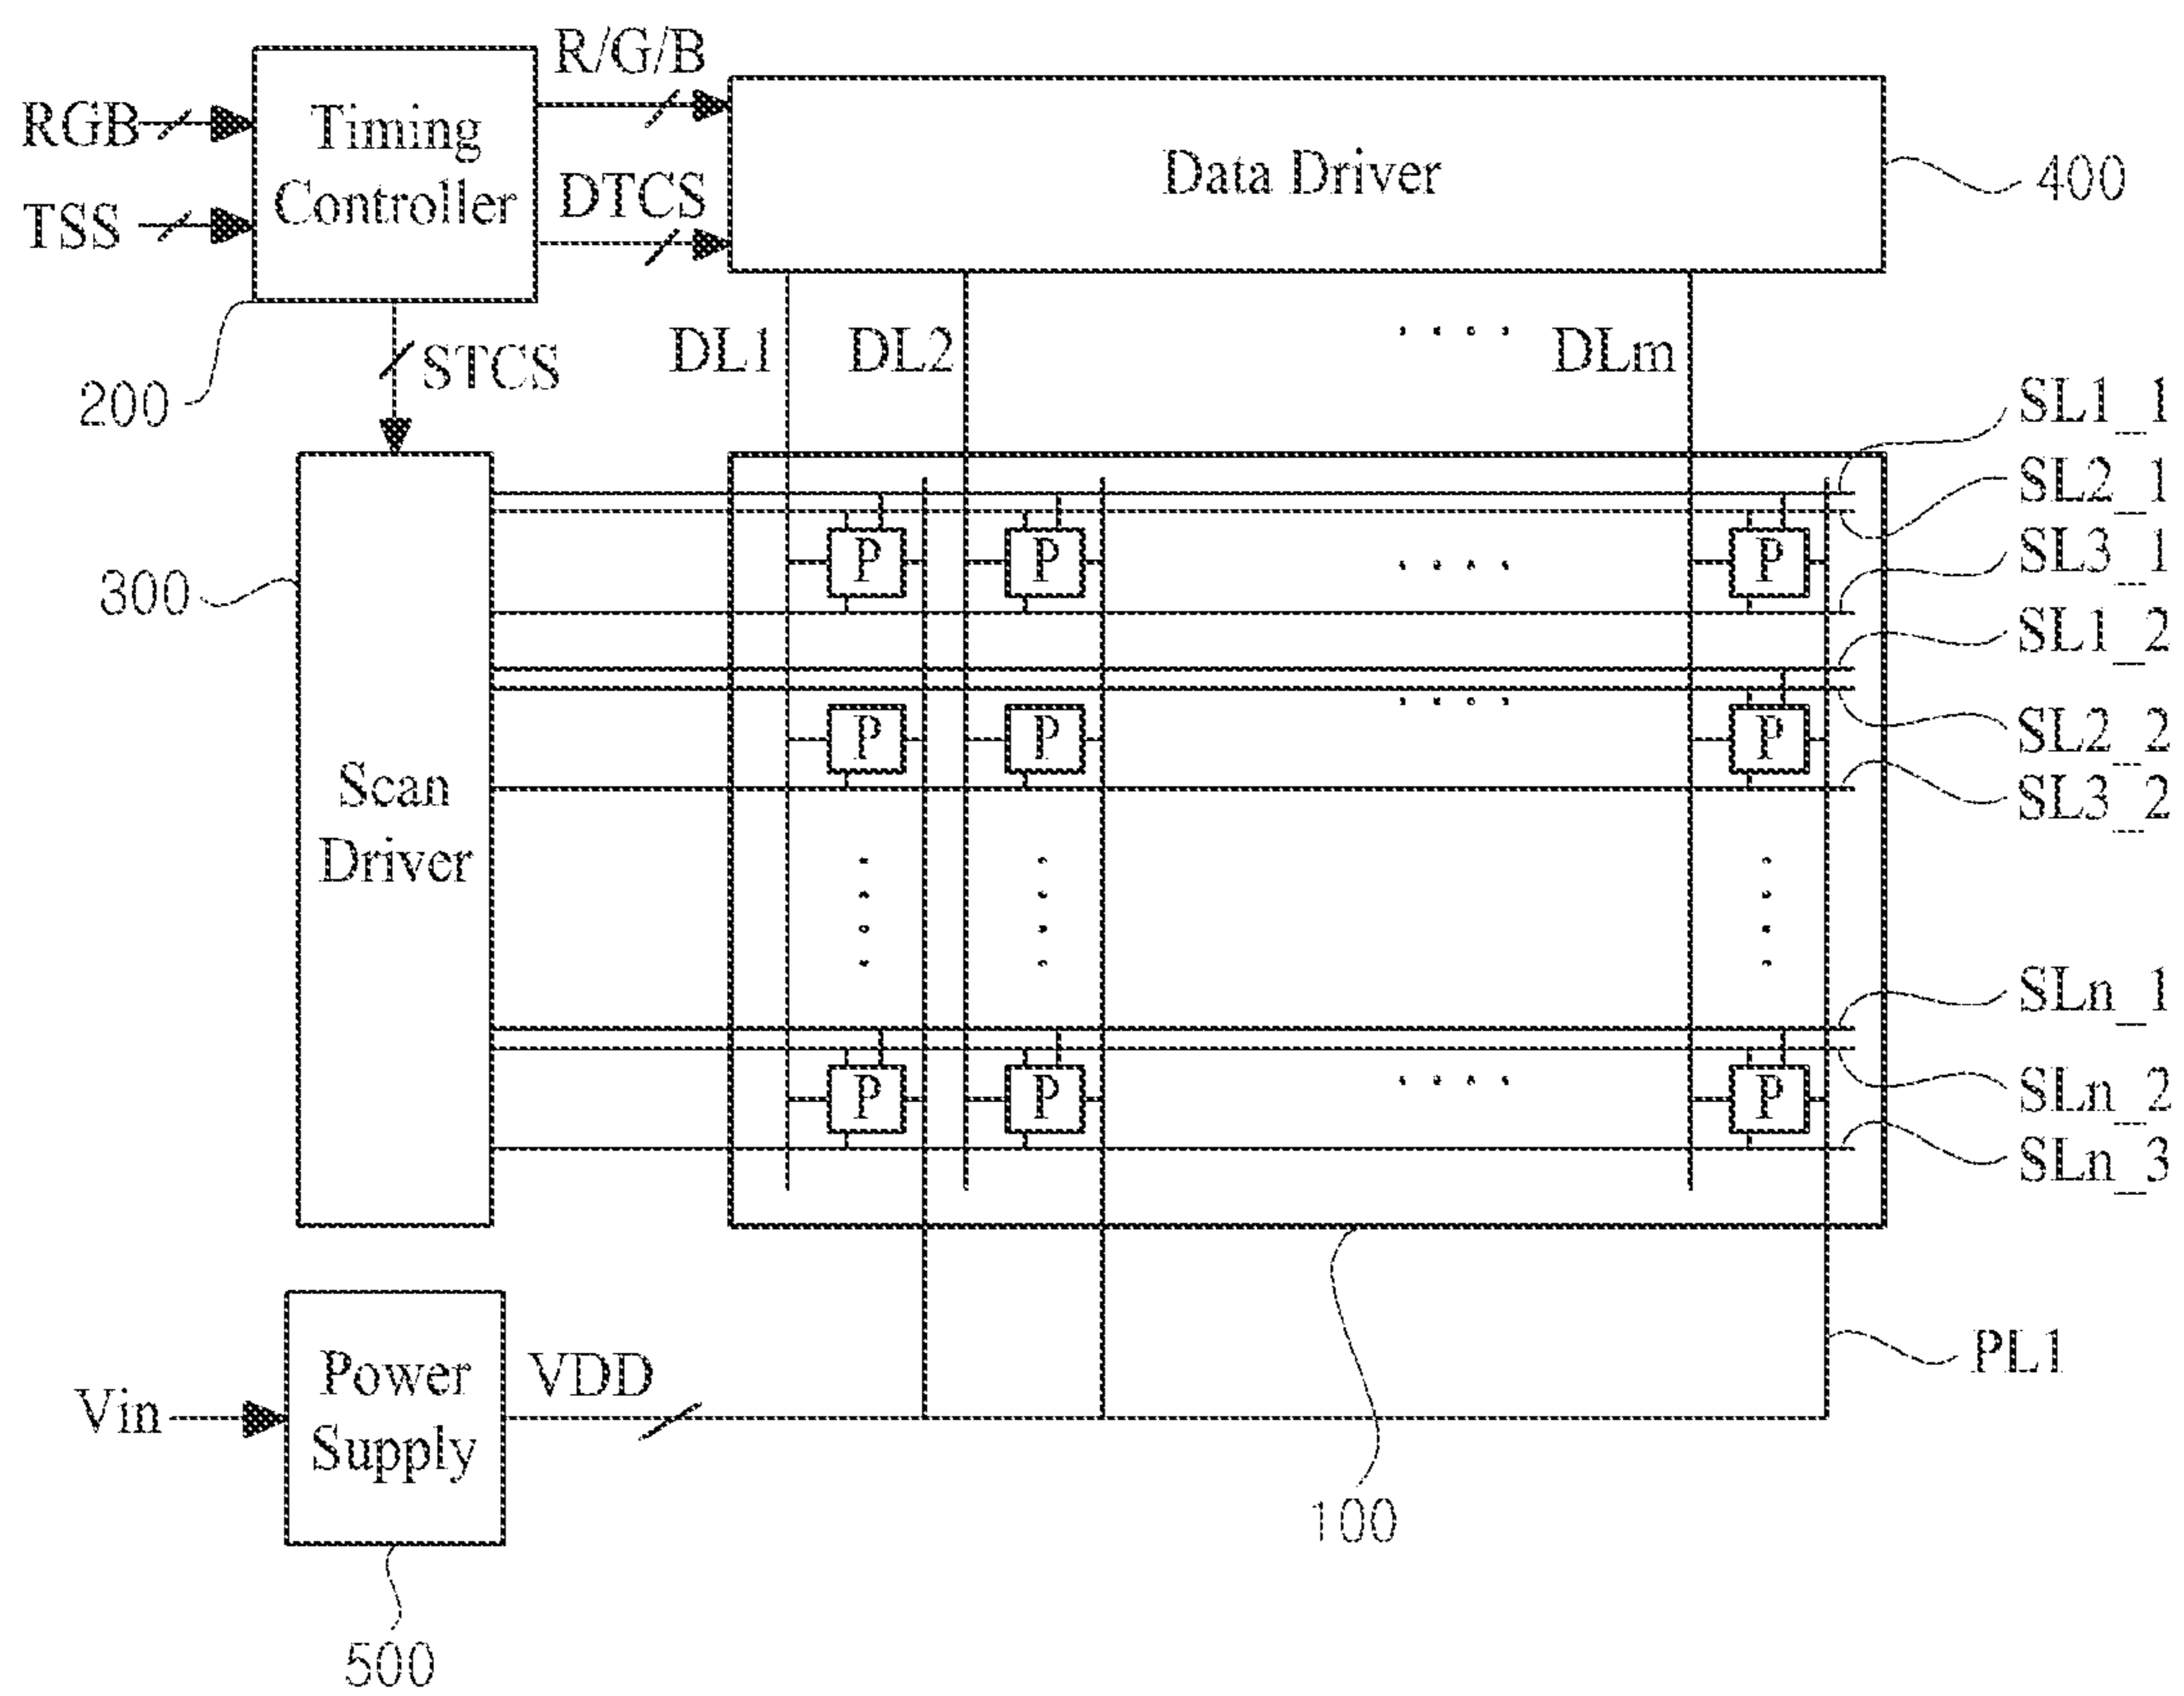 R/G/B
RGB
Timing
Controller
Data Driver
TSS
DTCS
400
STCS
DL1
DL2
DLm
200
SL1_1
SL2_1
P
P
P
SL3_1
300
SL1_2
P
P
P
SL2_2
Scan
Driver
SL3_2
SLn_1
P
P
P
SLn_2
SLn_3
PL1
Vin
Power
Supply
VDD
100
500